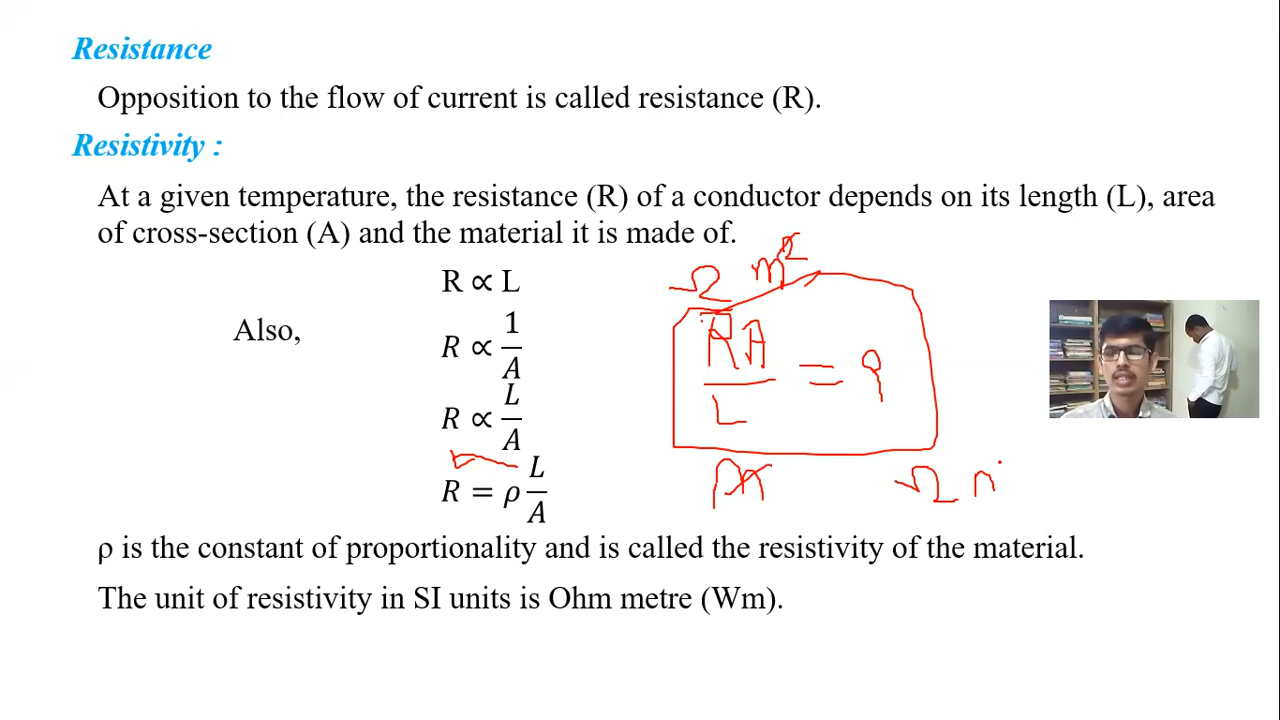 Resistance
Opposition to the flow of current is called resistance (R).
Resistivity :
At a given temperature, the resistance (R) of a conductor depends on its length (L), area
of cross-section (A) and the material it is made of.
R ∝ L
Also,
R ∝ 1/A
R ∝ L/A
R = ρ L/A
Ω m²
RA/L = ρ
m
Ω m
ρ is the constant of proportionality and is called the resistivity of the material.
The unit of resistivity in SI units is Ohm metre (Wm).